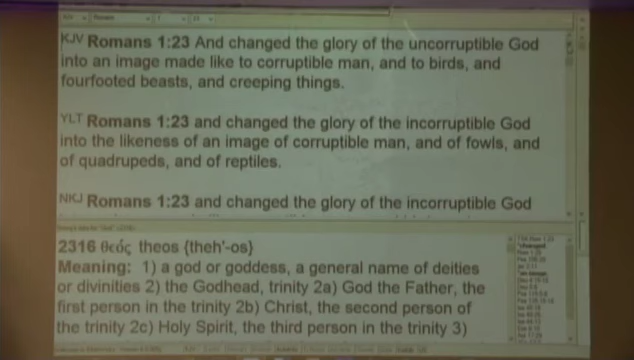 KJV Romans 1:23 And changed the glory of the uncorruptible God
into an image made like to corruptible man, and to birds, and
fourfooted beasts, and creeping things.
YLT Romans 1:23 and changed the glory of the incorruptible God
into the likeness of an image of corruptible man, and of fowls, and
of quadrupeds, and of reptiles.
NKJ Romans 1:23 and changed the glory of the incorruptible God
2316 θεός theos {theh'-os}
Meaning: 1) a god or goddess, a general name of deities
or divinities 2) the Godhead, trinity 2a) God the Father, the
first person in the trinity 2b) Christ, the second person of
the trinity 2c) Holy Spirit, the third person in the trinity 3)